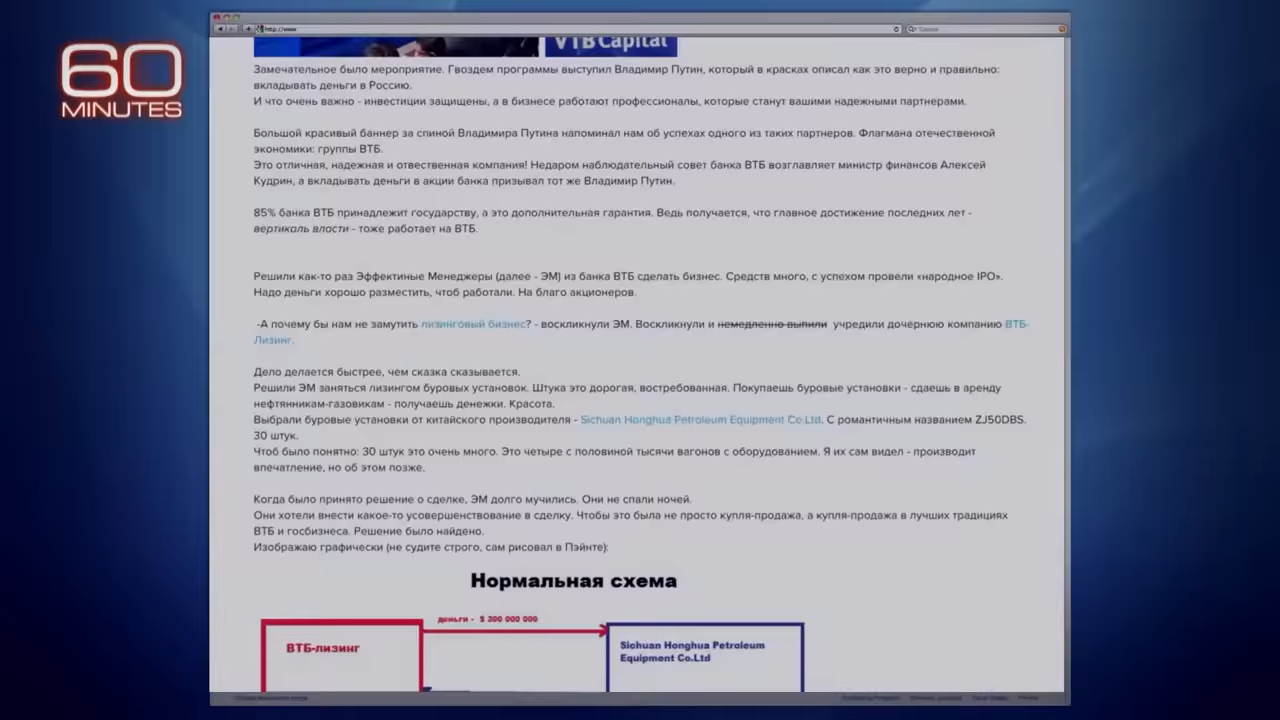 60
MINUTES
http://www
VTBCapital
Замечательное было мероприятие. Гвоздем программы выступил Владимир Путин, который в красках описал как это верно и правильно:
вкладывать деньги в Россию.
И что очень важно - инвестиции защищены, а в бизнесе работают профессионалы, которые станут вашими надежными партнерами.
Большой красивый баннер за спиной Владимира Путина напоминал нам об успехах одного из таких партнеров. Флагмана отечественной
экономики: группы ВТБ.
Это отличная, надежная и отвественная компания! Недаром наблюдательный совет банка ВТБ возглавляет министр финансов Алексей
Кудрин, а вкладывать деньги в акции банка призывал тот же Владимир Путин.
85% банка ВТБ принадлежит государству, а это дополнительная гарантия. Ведь получается, что главное достижение последних лет -
вертикаль власти - тоже работает на ВТБ.
Решили как-то раз Эффектиные Менеджеры (далее - ЭМ) из банка ВТБ сделать бизнес. Средств много, с успехом провели «народное IPO».
Надо деньги хорошо разместить, чтоб работали. На благо акционеров.
-А почему бы нам не замутить лизинговый бизнес? - воскликнули ЭМ. Воскликнули и немедленно выпили учредили дочернюю компанию ВТБ-
Лизинг.
Дело делается быстрее, чем сказка сказывается.
Решили ЭМ заняться лизингом буровых установок. Штука это дорогая, востребованная. Покупаешь буровые установки - сдаешь в аренду
нефтянникам-газовикам - получаешь денежки. Красота.
Выбрали буровые установки от китайского производителя - Sichuan Honghua Petroleum Equipment Co.Ltd. С романтичным названием ZJ50DBS.
30 штук.
Чтоб было понятно: 30 штук это очень много. Это четыре с половиной тысячи вагонов с оборудованием. Я их сам видел - производит
впечатление, но об этом позже.
Когда было принято решение о сделке, ЭМ долго мучились. Они не спали ночей.
Они хотели внести какое-то усовершенствование в сделку. Чтобы это была не просто купля-продажа, а купля-продажа в лучших традициях
ВТБ и госбизнеса. Решение было найдено.
Изображаю графически (не судите строго, сам рисовал в Пэйнте):
Нормальная схема
деньги - $ 300 000 000
ВТБ-лизинг
Sichuan Honghua Petroleum
Equipment Co.Ltd